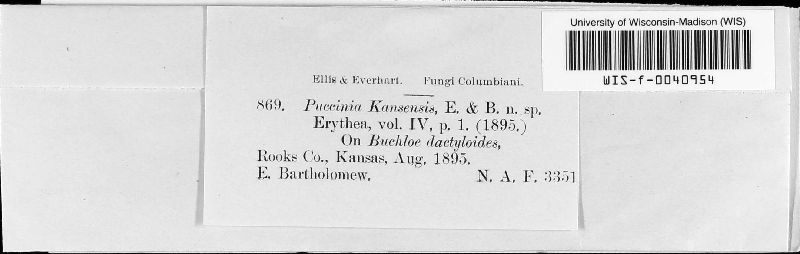 University of Wisconsin-Madison (WIS)
WIS-f-0040954
Ellis & Everhart. Fungi Columbiani.
869. Puccinia Kansensis, E. & B. n. sp.
Erythea, vol. IV, p. 1. (1895.)
On Buchloe dactyloides,
Rooks Co., Kansas, Aug. 1895.
E. Bartholomew. N. A. F. 3351